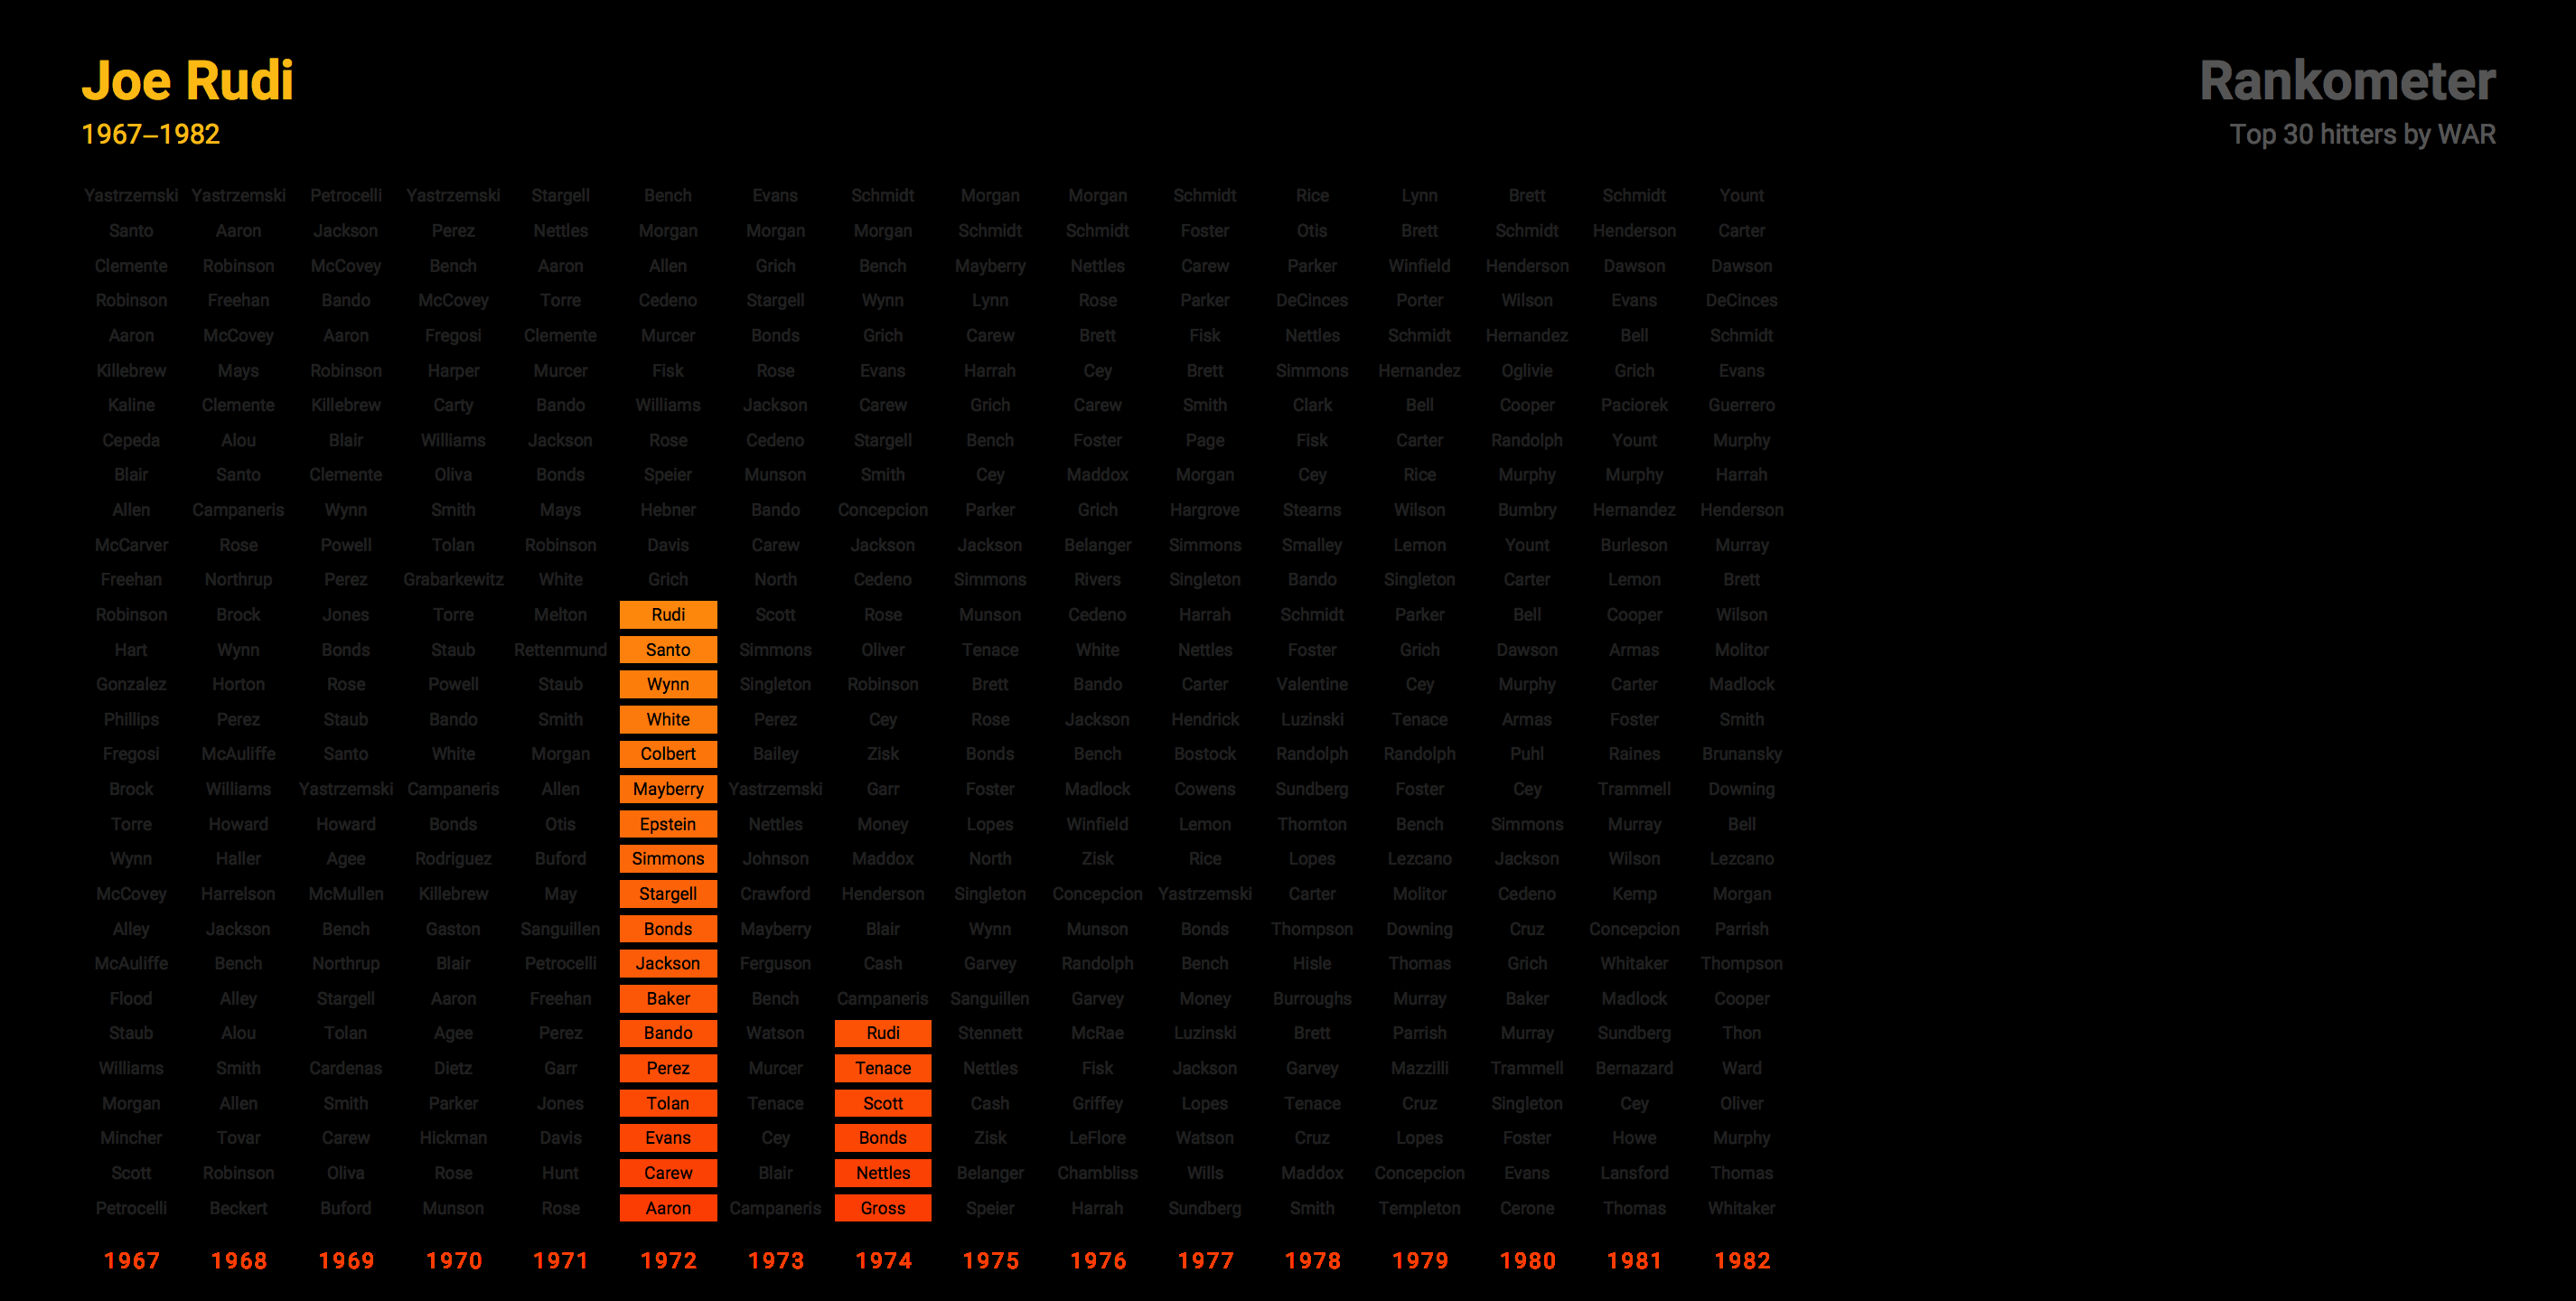 Joe Rudi
1967–1982
Rankometer
Top 30 hitters by WAR
Yastrzemski Yastrzemski Petrocelli Yastrzemski Stargell Bench Evans Schmidt Morgan Morgan Schmidt Rice Lynn Brett Schmidt Yount
Santo Aaron Jackson Perez Nettles Morgan Morgan Morgan Schmidt Schmidt Foster Otis Brett Schmidt Henderson Carter
Clemente Robinson McCovey Bench Aaron Allen Grich Bench Mayberry Nettles Carew Parker Winfield Henderson Dawson Dawson
Robinson Freehan Bando McCovey Torre Cedeno Stargell Wynn Lynn Rose Parker DeCinces Porter Wilson Evans DeCinces
Aaron McCovey Aaron Fregosi Clemente Murcer Bonds Grich Carew Brett Fisk Nettles Schmidt Hernandez Bell Schmidt
Killebrew Mays Robinson Harper Murcer Fisk Rose Evans Harrah Cey Brett Simmons Hernandez Oglivie Grich Evans
Kaline Clemente Killebrew Carty Bando Williams Jackson Carew Grich Carew Smith Clark Bell Cooper Paciorek Guerrero
Cepeda Alou Blair Williams Jackson Rose Cedeno Stargell Bench Foster Page Fisk Carter Randolph Yount Murphy
Blair Santo Clemente Oliva Bonds Speier Munson Smith Cey Maddox Morgan Cey Rice Murphy Murphy Harrah
Allen Campaneris Wynn Smith Mays Hebner Bando Concepcion Parker Grich Hargrove Stearns Wilson Bumbry Hernandez Henderson
McCarver Rose Powell Tolan Robinson Davis Carew Jackson Jackson Belanger Simmons Smalley Lemon Yount Burleson Murray
Freehan Northrup Perez Grabarkewitz White Grich North Cedeno Simmons Rivers Singleton Bando Singleton Carter Lemon Brett
Robinson Brock Jones Torre Melton Rudi Scott Rose Munson Cedeno Harrah Schmidt Parker Bell Cooper Wilson
Hart Wynn Bonds Staub Rettenmund Santo Simmons Oliver Tenace White Nettles Foster Grich Dawson Armas Molitor
Gonzalez Horton Rose Powell Staub Wynn Singleton Robinson Brett Bando Carter Valentine Cey Murphy Carter Madlock
Phillips Perez Staub Bando Smith White Perez Cey Rose Jackson Hendrick Luzinski Tenace Armas Foster Smith
Fregosi McAuliffe Santo White Morgan Colbert Bailey Zisk Bonds Bench Bostock Randolph Randolph Puhl Raines Brunansky
Brock Williams Yastrzemski Campaneris Allen Mayberry Yastrzemski Garr Foster Madlock Cowens Sundberg Foster Cey Trammell Downing
Torre Howard Howard Bonds Otis Epstein Nettles Money Lopes Winfield Lemon Thornton Bench Simmons Murray Bell
Wynn Haller Agee Rodriguez Buford Simmons Johnson Maddox North Zisk Rice Lopes Lezcano Jackson Wilson Lezcano
McCovey Harrelson McMullen Killebrew May Stargell Crawford Henderson Singleton Concepcion Yastrzemski Carter Molitor Cedeno Kemp Morgan
Alley Jackson Bench Gaston Sanguillen Bonds Mayberry Blair Wynn Munson Bonds Thompson Downing Cruz Concepcion Parrish
McAuliffe Bench Northrup Blair Petrocelli Jackson Ferguson Cash Garvey Randolph Bench Hisle Thomas Grich Whitaker Thompson
Flood Alley Stargell Aaron Freehan Baker Bench Campaneris Sanguillen Garvey Money Burroughs Murray Baker Madlock Cooper
Staub Alou Tolan Agee Perez Bando Watson Rudi Stennett McRae Luzinski Brett Parrish Murray Sundberg Thon
Williams Smith Cardenas Dietz Garr Perez Murcer Tenace Nettles Fisk Jackson Garvey Mazzilli Trammell Bernazard Ward
Morgan Allen Smith Parker Jones Tolan Tenace Scott Cash Griffey Lopes Tenace Cruz Singleton Cey Oliver
Mincher Tovar Carew Hickman Davis Evans Cey Bonds Zisk LeFlore Watson Cruz Lopes Foster Howe Murphy
Scott Robinson Oliva Rose Hunt Carew Blair Nettles Belanger Chambliss Wills Maddox Concepcion Evans Lansford Thomas
Petrocelli Beckert Buford Munson Rose Aaron Campaneris Gross Speier Harrah Sundberg Smith Templeton Cerone Thomas Whitaker
1967 1968 1969 1970 1971 1972 1973 1974 1975 1976 1977 1978 1979 1980 1981 1982